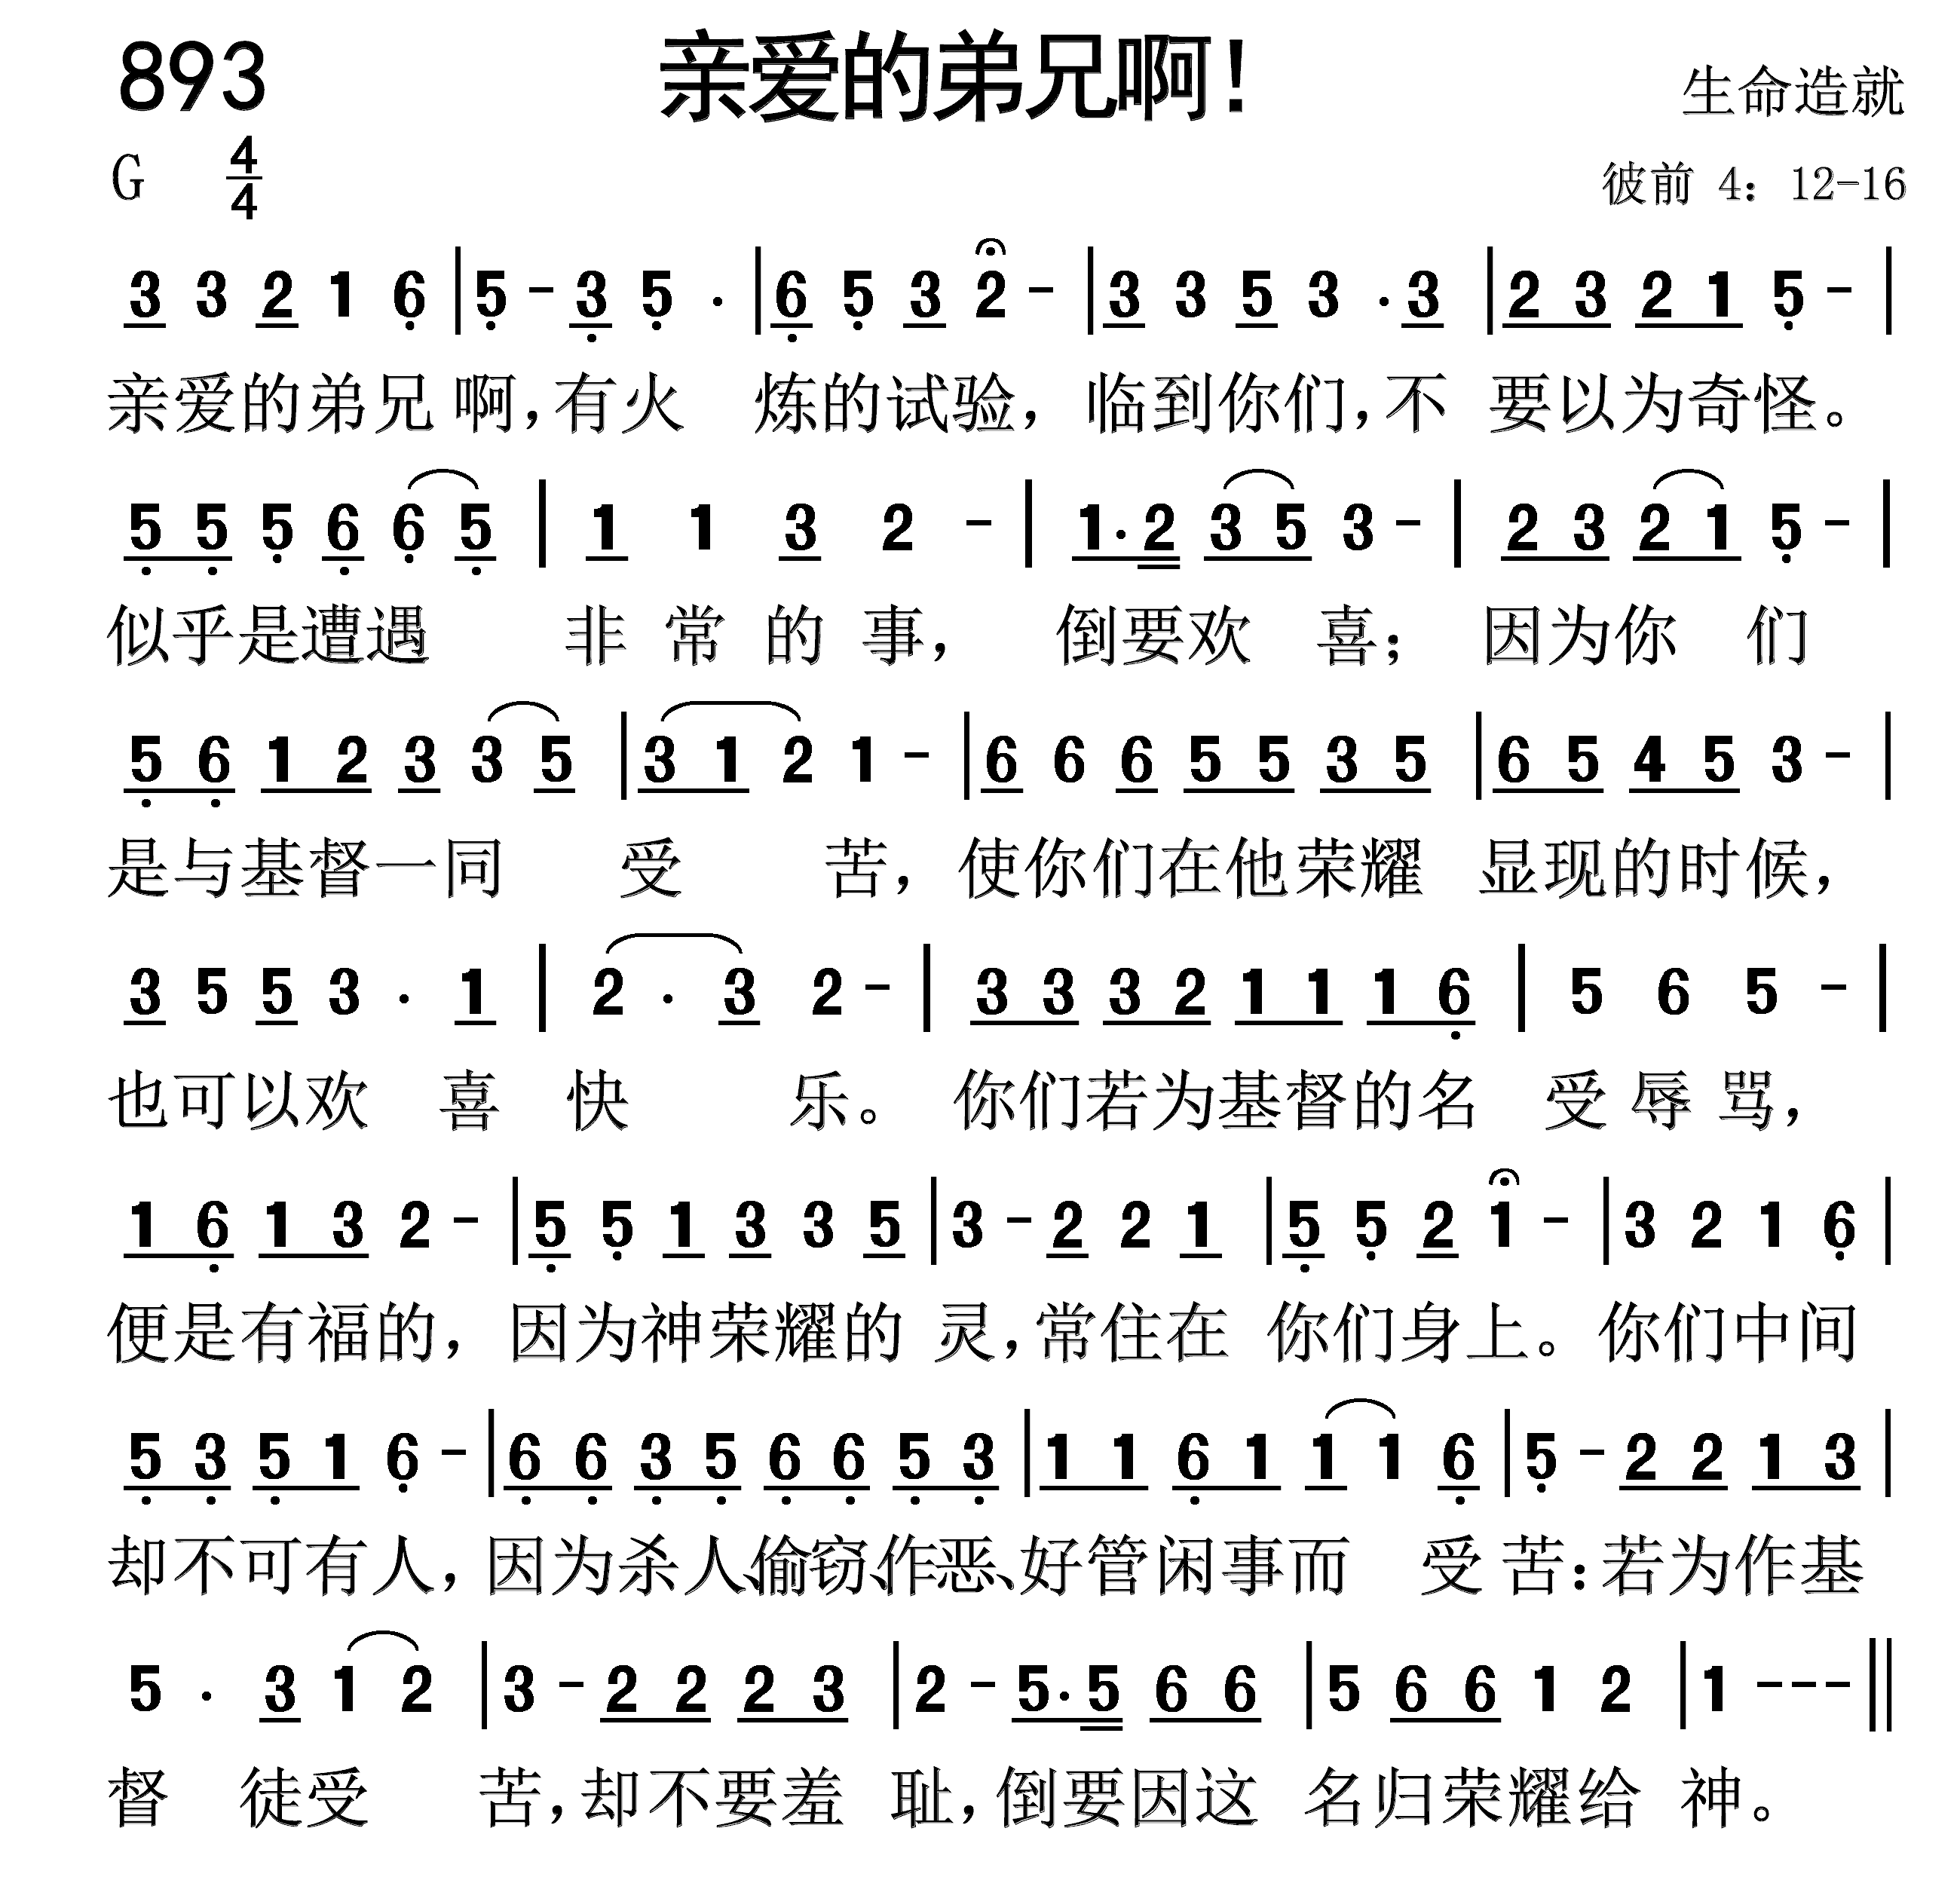 893 亲爱的弟兄啊！ 生命造就
G 4/4 彼前 4：12-16
3 3 2 1 6 | 5 - 3 5 . | 6 5 3 2 - | 3 3 5 3 . 3 | 2 3 2 1 5 - |
亲爱的弟兄 啊，有火 炼的试验，临到你们，不 要以为奇怪。
5 5 5 6 6 5 | 1 1 3 2 - | 1 . 2 3 5 3 - | 2 3 2 1 5 - |
似乎是遭遇 非 常 的 事， 倒要欢 喜； 因为你 们
5 6 1 2 3 3 5 | 3 1 2 1 - | 6 6 6 5 5 3 5 | 6 5 4 5 3 - |
是与基督一同 受 苦，使你们在他荣耀 显现的时候，
3 5 5 3 . 1 | 2 . 3 2 - | 3 3 3 2 1 1 1 6 | 5 6 5 - |
也可以欢 喜 快 乐。 你们若为基督的名 受 辱 骂，
1 6 1 3 2 - | 5 5 1 3 3 5 | 3 - 2 2 1 | 5 5 2 1 - | 3 2 1 6 |
便是有福的，因为神荣耀的 灵，常住在 你们身上。你们中间
5 3 5 1 6 - | 6 6 3 5 6 6 5 3 | 1 1 6 1 1 1 6 | 5 - 2 2 1 3 |
却不可有人，因为杀人、偷窃、作恶、好管闲事而 受 苦：若为作基
5 . 3 1 2 | 3 - 2 2 2 3 | 2 - 5 . 5 6 6 | 5 6 6 1 2 | 1 - - - ||
督 徒受 苦，却不要羞 耻，倒要因这 名归荣耀给 神。